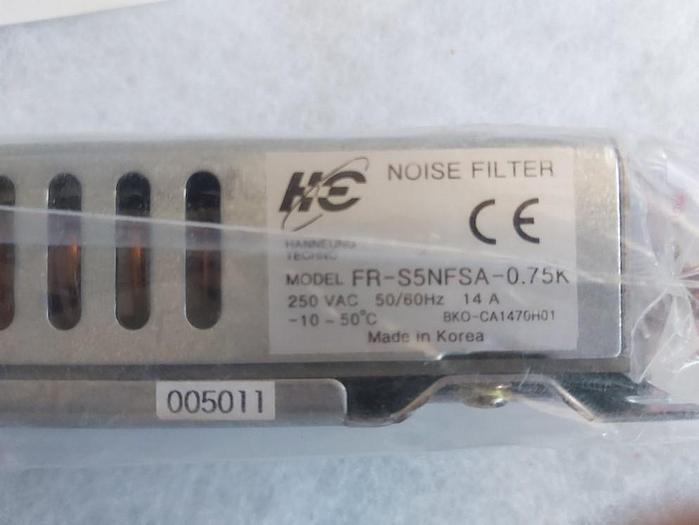 HE NOISE FILTER
CE
HANNEUNG
TECHNO
MODEL FR-S5NFSA-0.75K
250 VAC 50/60Hz 14 A
-10 - 50°C BKO-CA1470H01
Made in Korea
005011